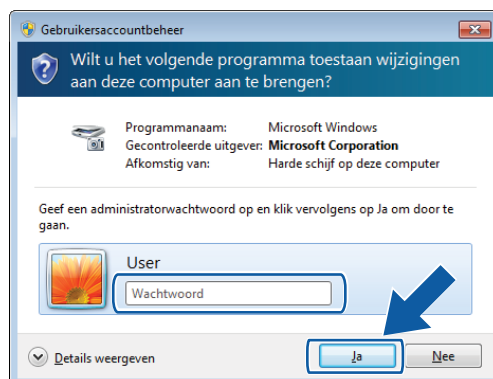 Gebruikersaccountbeheer
Wilt u het volgende programma toestaan wijzigingen
aan deze computer aan te brengen?
Programmanaam: Microsoft Windows
Gecontroleerde uitgever: Microsoft Corporation
Afkomstig van: Harde schijf op deze computer
Geef een administratorwachtwoord op en klik vervolgens op Ja om door te
gaan.
User
Wachtwoord
Details weergeven
Ja
Nee